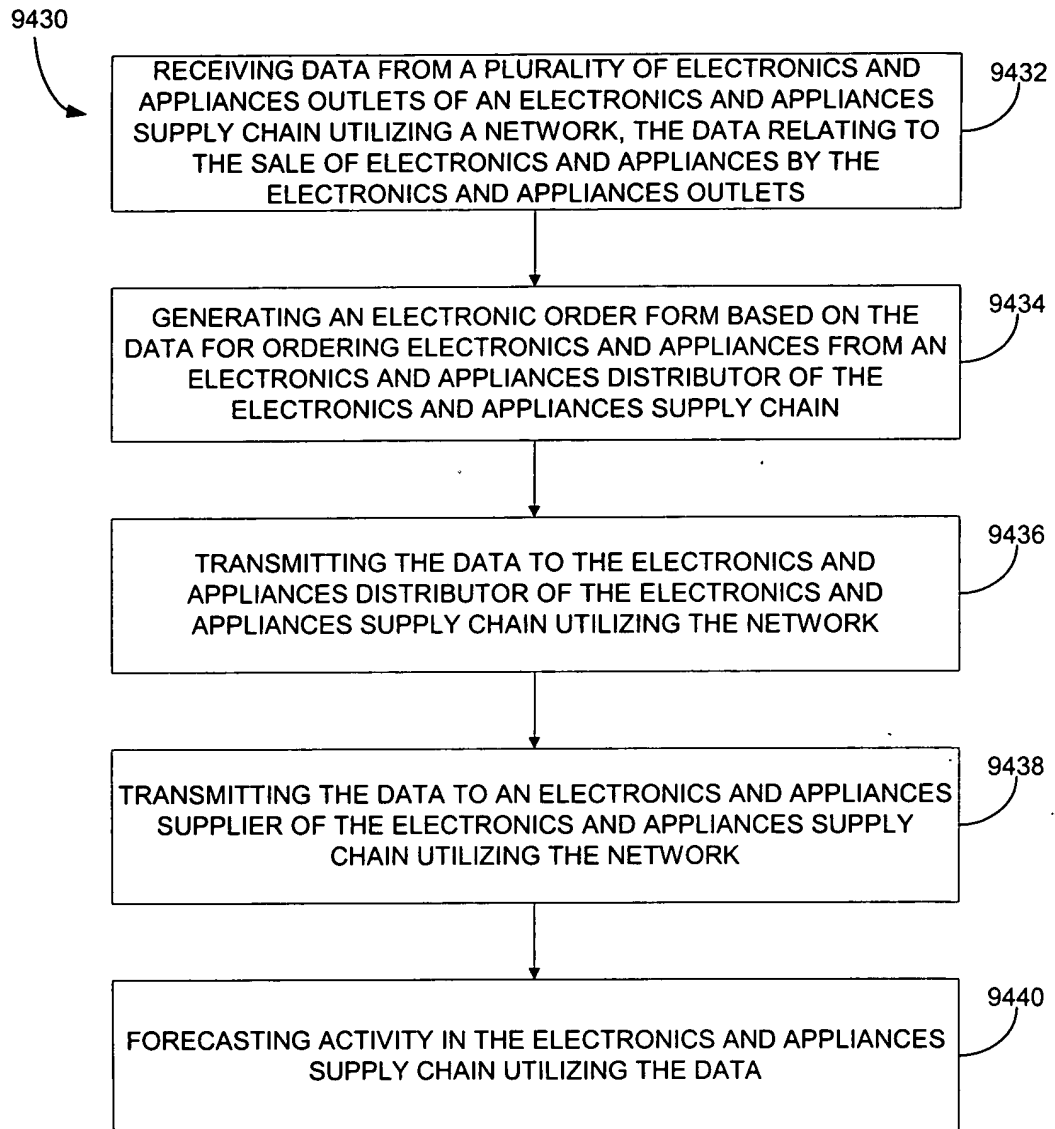 9430
RECEIVING DATA FROM A PLURALITY OF ELECTRONICS AND
APPLIANCES OUTLETS OF AN ELECTRONICS AND APPLIANCES
SUPPLY CHAIN UTILIZING A NETWORK, THE DATA RELATING TO
THE SALE OF ELECTRONICS AND APPLIANCES BY THE
ELECTRONICS AND APPLIANCES OUTLETS
9432
GENERATING AN ELECTRONIC ORDER FORM BASED ON THE
DATA FOR ORDERING ELECTRONICS AND APPLIANCES FROM AN
ELECTRONICS AND APPLIANCES DISTRIBUTOR OF THE
ELECTRONICS AND APPLIANCES SUPPLY CHAIN
9434
TRANSMITTING THE DATA TO THE ELECTRONICS AND
APPLIANCES DISTRIBUTOR OF THE ELECTRONICS AND
APPLIANCES SUPPLY CHAIN UTILIZING THE NETWORK
9436
TRANSMITTING THE DATA TO AN ELECTRONICS AND APPLIANCES
SUPPLIER OF THE ELECTRONICS AND APPLIANCES SUPPLY
CHAIN UTILIZING THE NETWORK
9438
FORECASTING ACTIVITY IN THE ELECTRONICS AND APPLIANCES
SUPPLY CHAIN UTILIZING THE DATA
9440